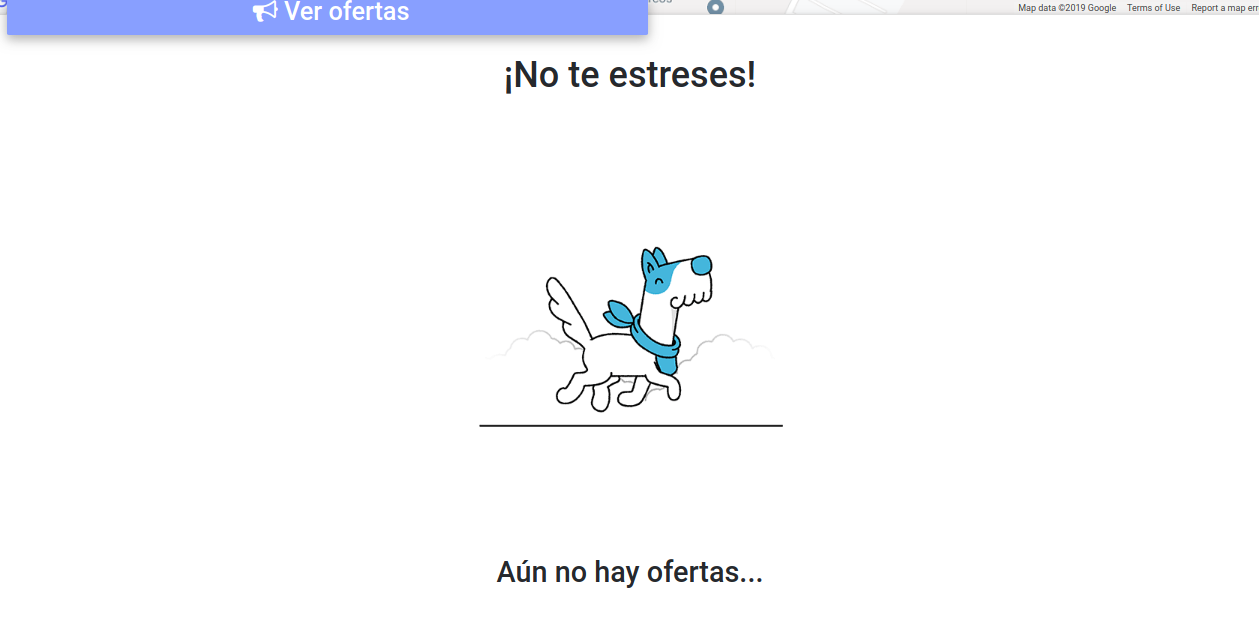 Ver ofertas
Map data ©2019 Google Terms of Use Report a map err
¡No te estreses!
Aún no hay ofertas...